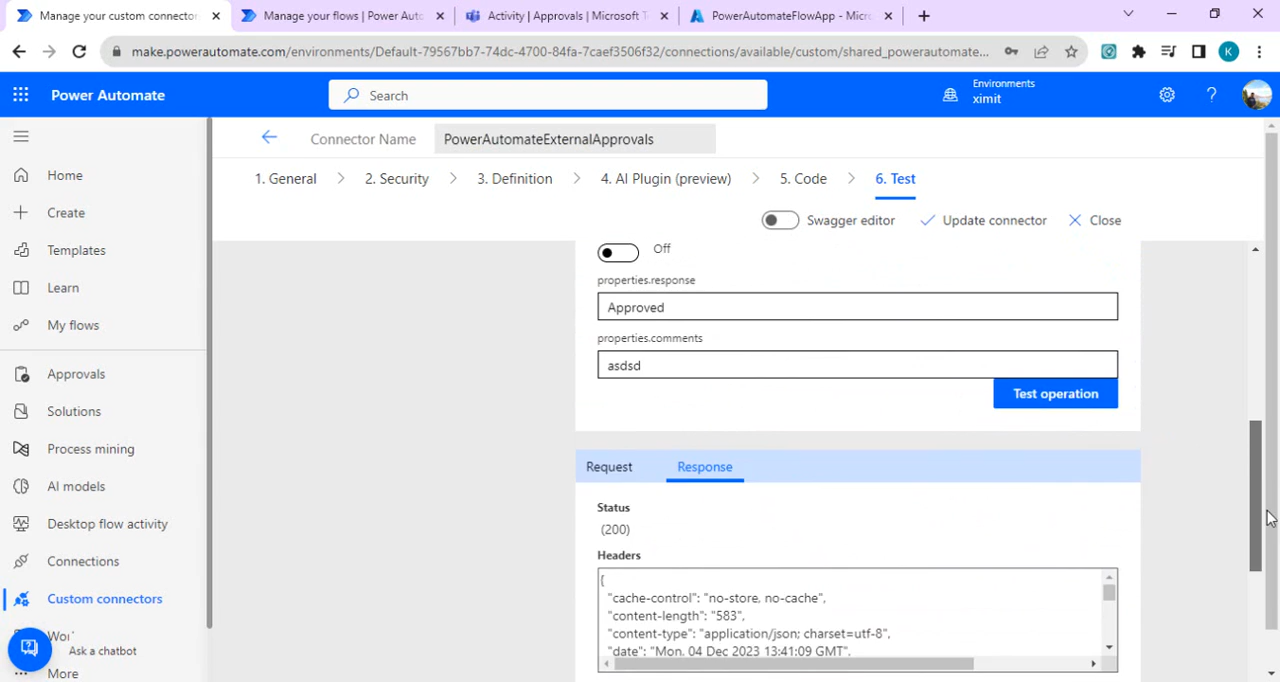 Manage your custom connector
Manage your flows | Power Auto
Activity | Approvals | Microsoft T
PowerAutomateFlowApp - Micr
make.powerautomate.com/environments/Default-79567bb7-74dc-4700-84fa-7caef3506f32/connections/available/custom/shared_powerautomate...
K
Power Automate
Search
Environments
ximit
Connector Name
PowerAutomateExternalApprovals
1. General
2. Security
3. Definition
4. AI Plugin (preview)
5. Code
6. Test
Swagger editor
Update connector
Close
Home
Create
Templates
Learn
My flows
Approvals
Solutions
Process mining
AI models
Desktop flow activity
Connections
Custom connectors
Ask a chatbot
More
Off
properties.response
Approved
properties.comments
asdsd
Test operation
Request
Response
Status
(200)
Headers
{
"cache-control": "no-store, no-cache",
"content-length": "583",
"content-type": "application/json; charset=utf-8",
"date": "Mon, 04 Dec 2023 13:41:09 GMT",